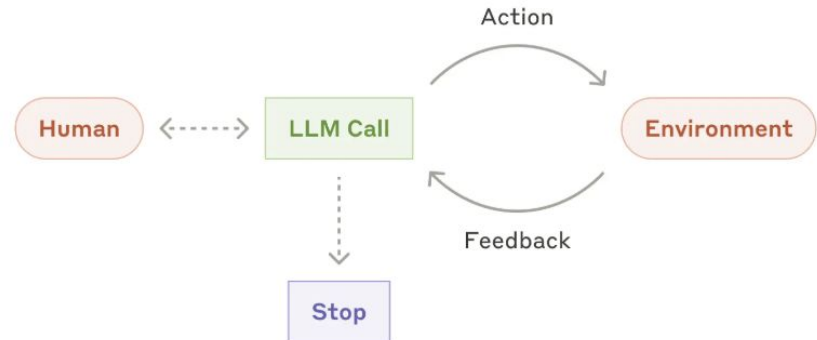 Action
Human
LLM Call
Environment
Feedback
Stop